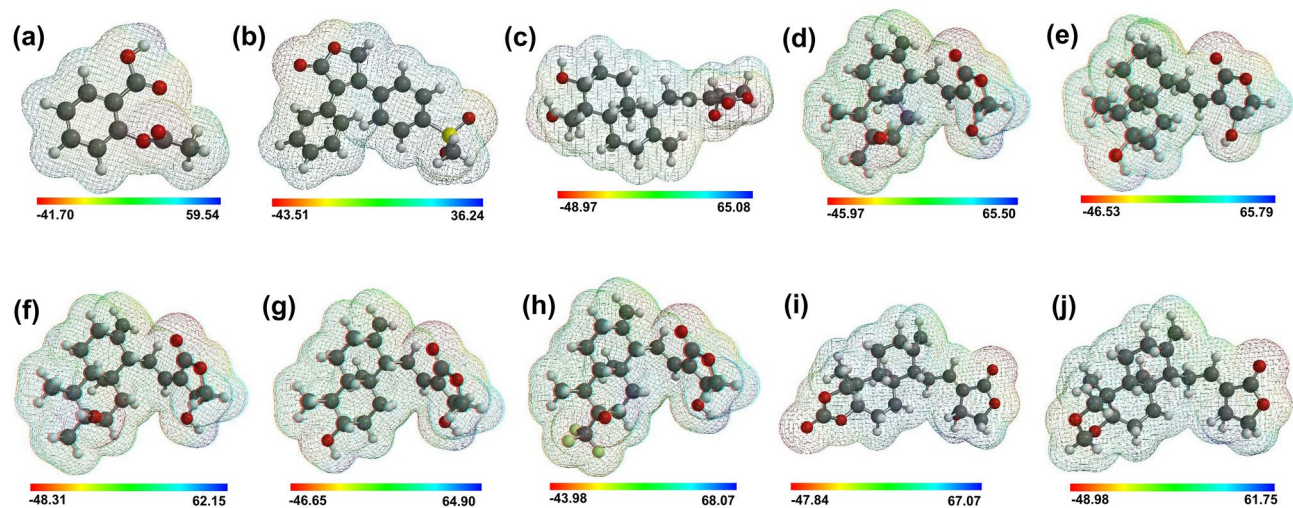 (a) (b) (c) (d) (e)
-41.70 59.54 -43.51 36.24 -48.97 65.08 -45.97 65.50 -46.53 65.79
(f) (g) (h) (i) (j)
-48.31 62.15 -46.65 64.90 -43.98 68.07 -47.84 67.07 -48.98 61.75